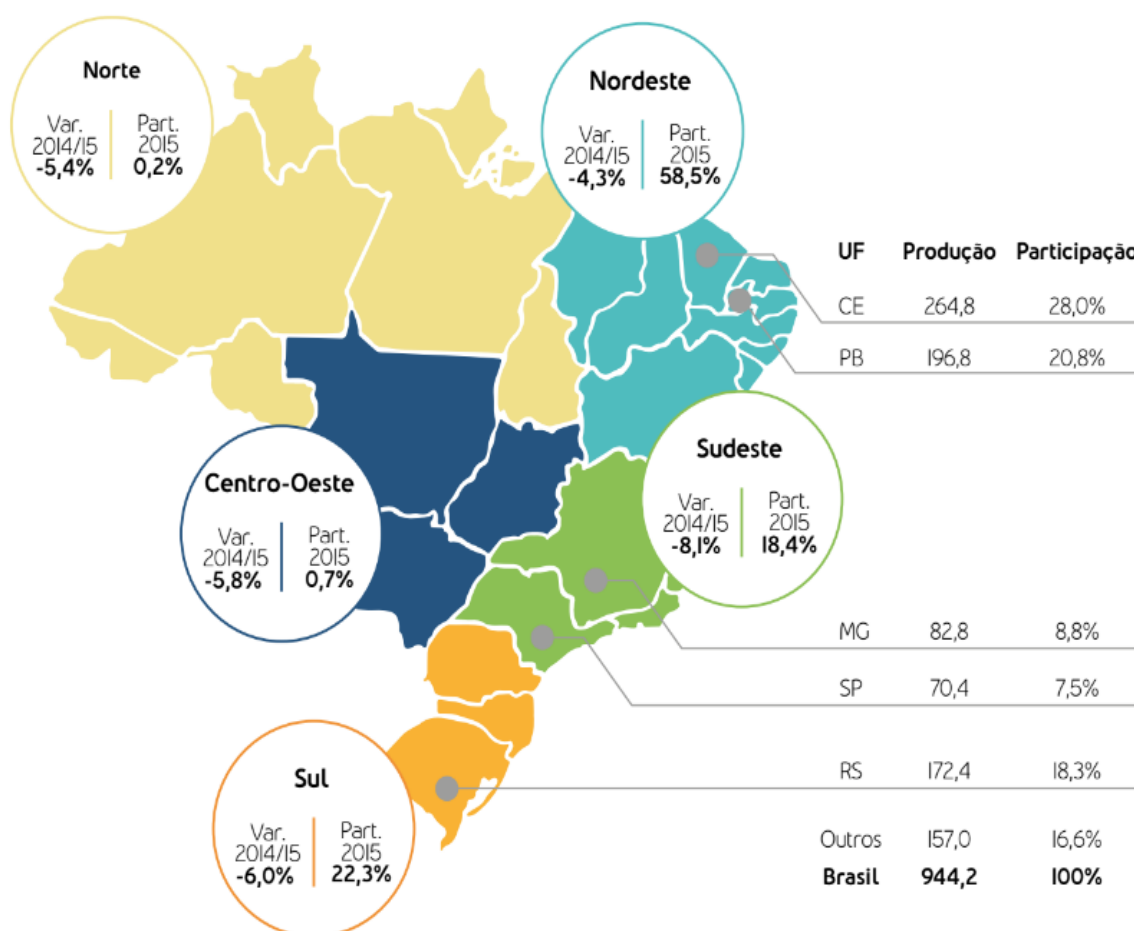 Norte
Var. 2014/15 -5,4%
Part. 2015 0,2%
Nordeste
Var. 2014/15 -4,3%
Part. 2015 58,5%
UF Produção Participação
CE 264,8 28,0%
PB 196,8 20,8%
Centro-Oeste
Var. 2014/15 -5,8%
Part. 2015 0,7%
Sudeste
Var. 2014/15 -8,1%
Part. 2015 18,4%
MG 82,8 8,8%
SP 70,4 7,5%
Sul
Var. 2014/15 -6,0%
Part. 2015 22,3%
RS 172,4 18,3%
Outros 157,0 16,6%
Brasil 944,2 100%